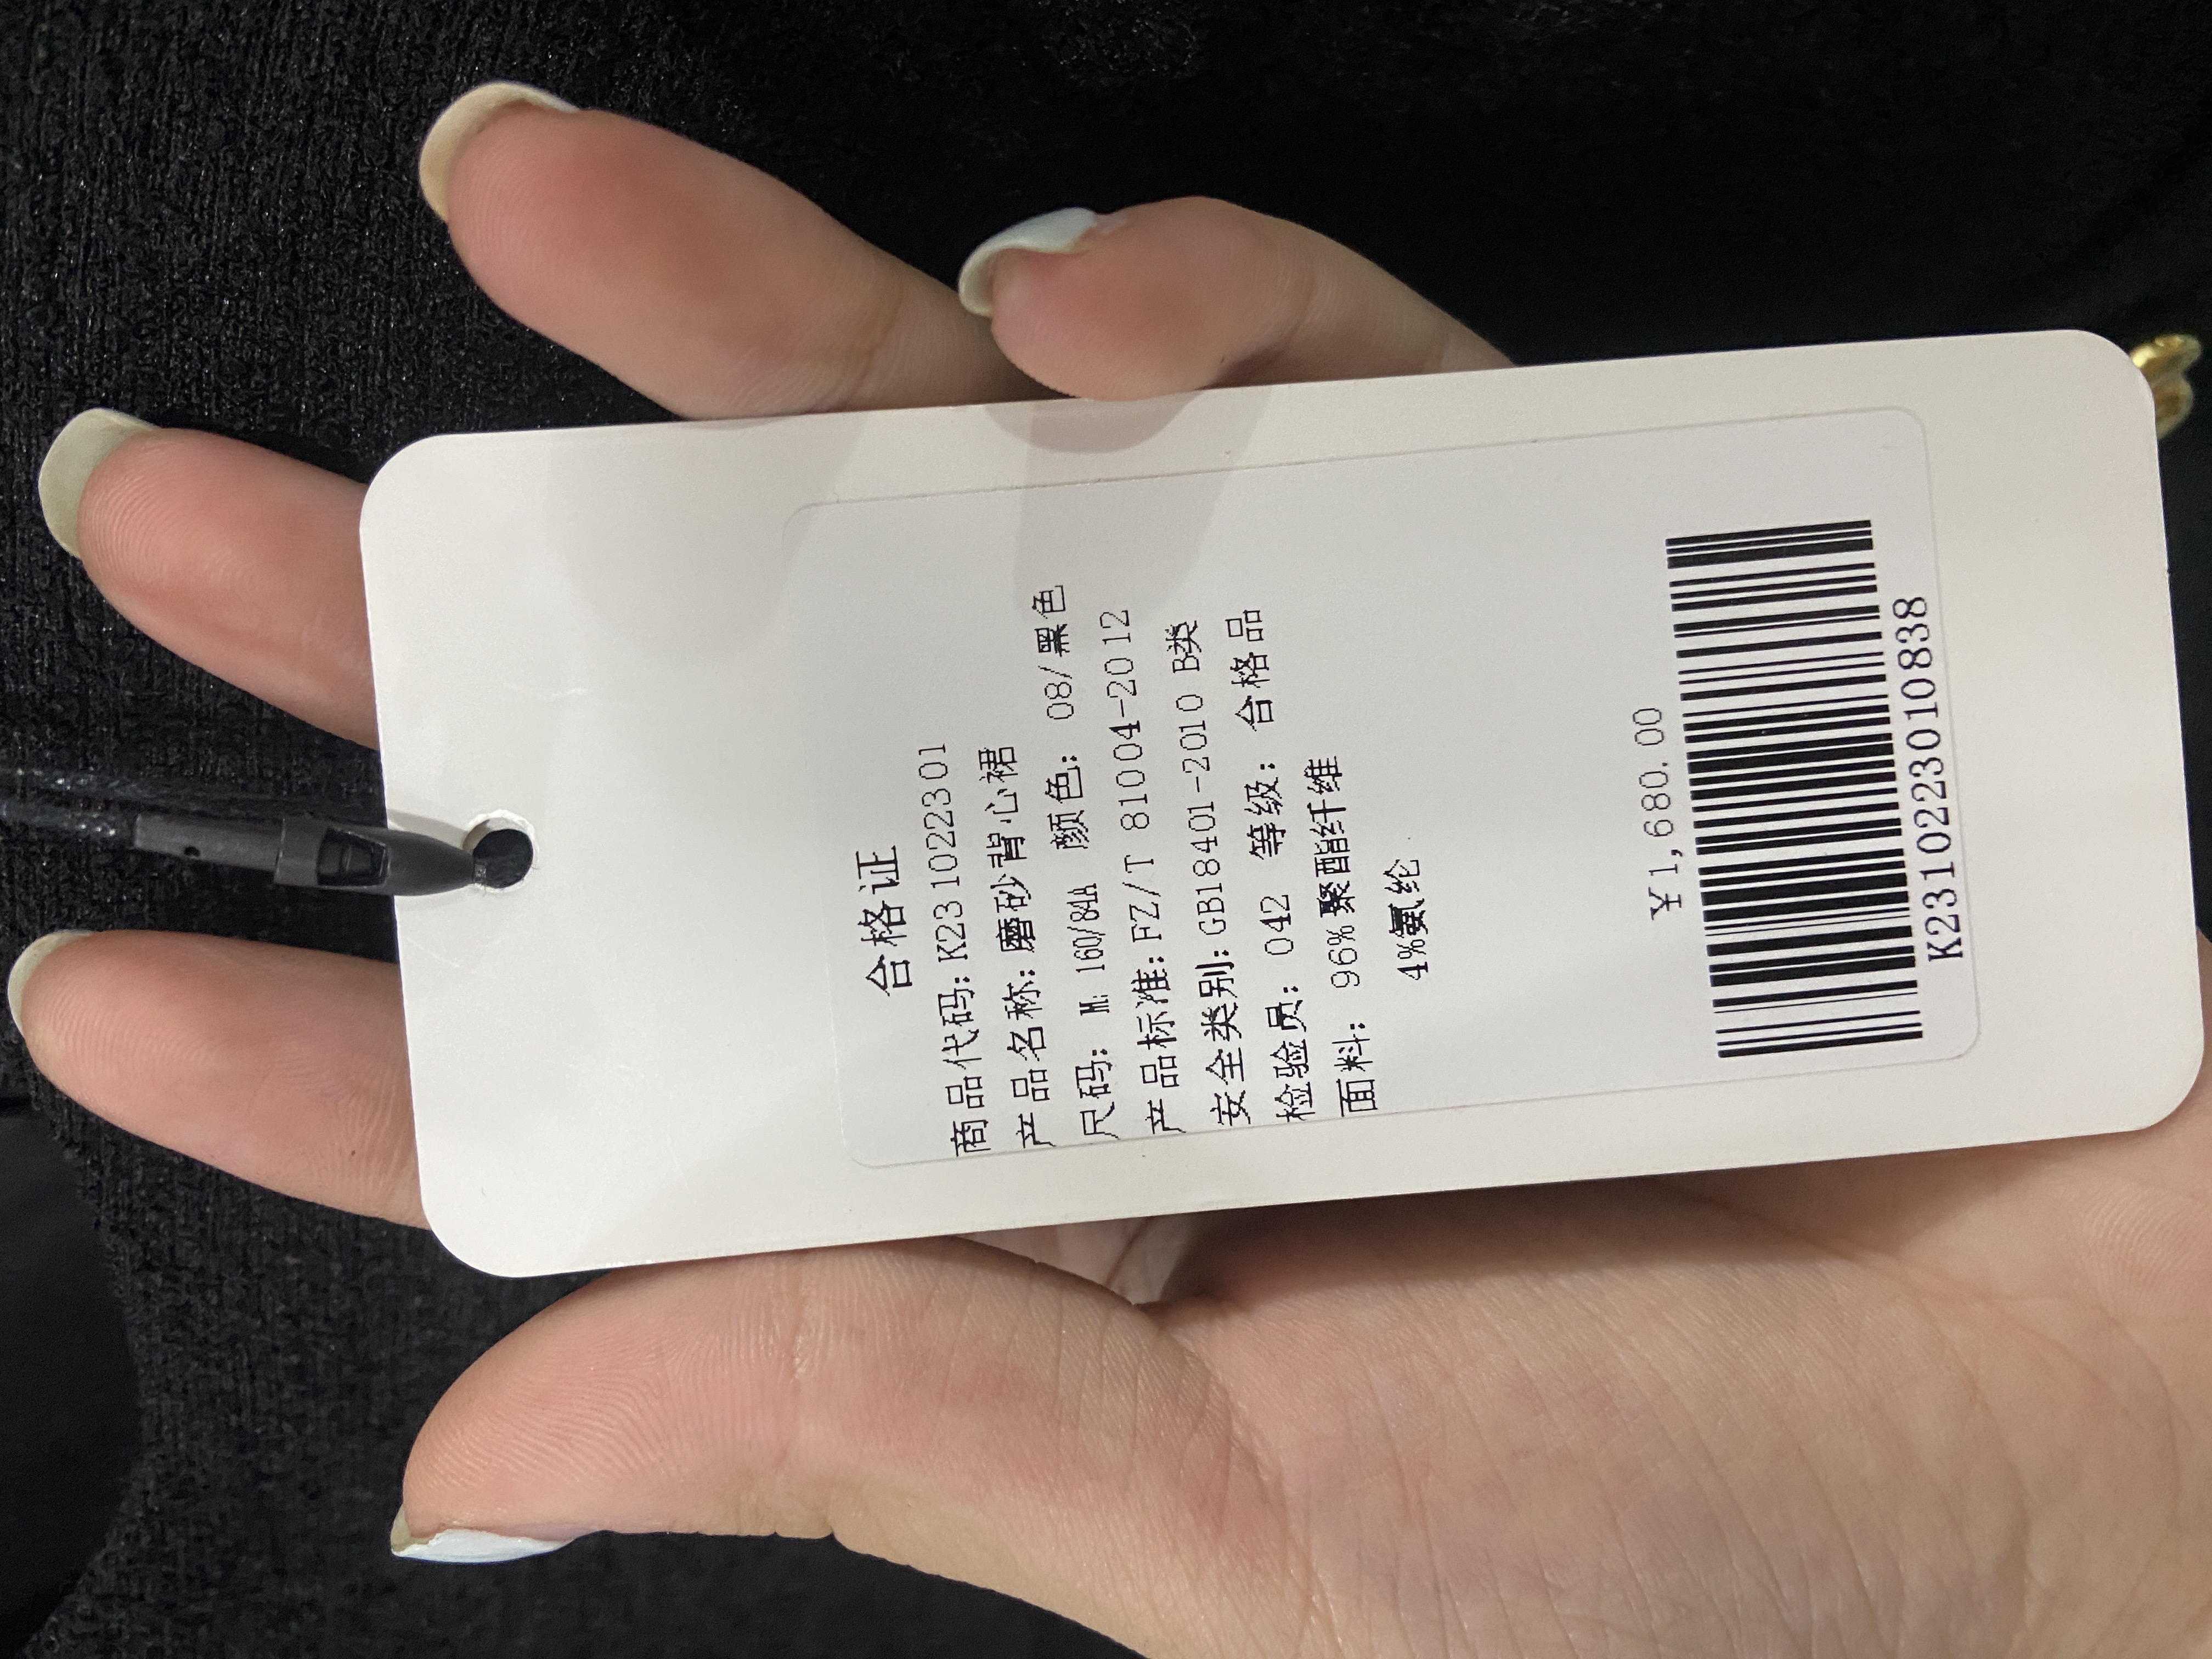 合格证
商品代码: K23102 2301
产品名称: 磨砂背心裙
尺码: M: 160/84A 颜色: 08/黑色
产品标准: FZ/T 81004-2012
安全类别: GB18401-2010 B类
检验员: 042 等级: 合格品
面料: 96%聚酯纤维
4%氨纶
¥1,680.00
K2310223010838